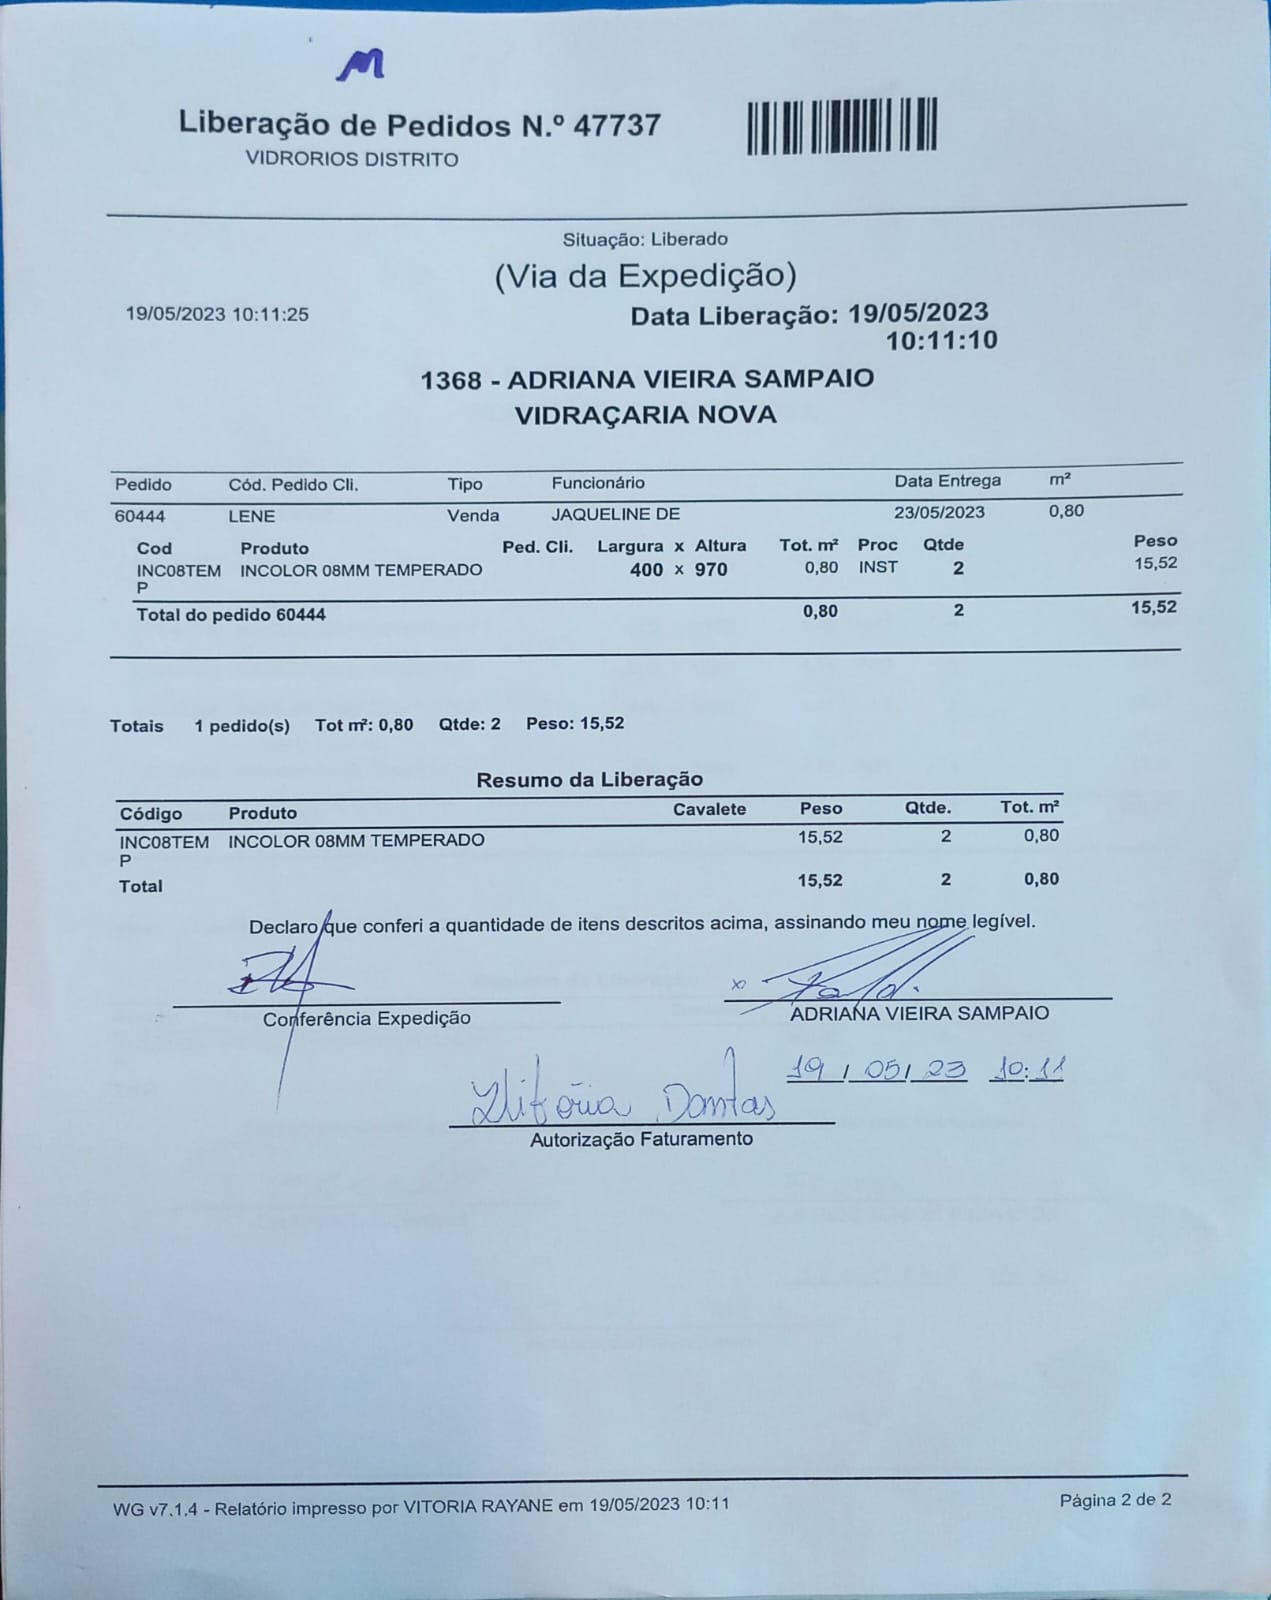 M
Liberação de Pedidos N.º 47737
VIDRORIOS DISTRITO
Situação: Liberado
(Via da Expedição)
19/05/2023 10:11:25 Data Liberação: 19/05/2023
10:11:10
1368 - ADRIANA VIEIRA SAMPAIO
VIDRAÇARIA NOVA
Pedido Cód. Pedido Cli. Tipo Funcionário Data Entrega m²
60444 LENE Venda JAQUELINE DE 23/05/2023 0,80
Cod Produto Ped. Cli. Largura x Altura Tot. m² Proc Qtde Peso
INC08TEM INCOLOR 08MM TEMPERADO 400 x 970 0,80 INST 2 15,52
P
Total do pedido 60444 0,80 2 15,52
Totais 1 pedido(s) Tot m²: 0,80 Qtde: 2 Peso: 15,52
Resumo da Liberação
Código Produto Cavalete Peso Qtde. Tot. m²
INC08TEM INCOLOR 08MM TEMPERADO 15,52 2 0,80
P
Total 15,52 2 0,80
Declaro que conferi a quantidade de itens descritos acima, assinando meu nome legível.
x
Conferência Expedição ADRIANA VIEIRA SAMPAIO
19 / 05 / 23 10:11
Vitória Dantas
Autorização Faturamento
WG v7.1.4 - Relatório impresso por VITORIA RAYANE em 19/05/2023 10:11 Página 2 de 2